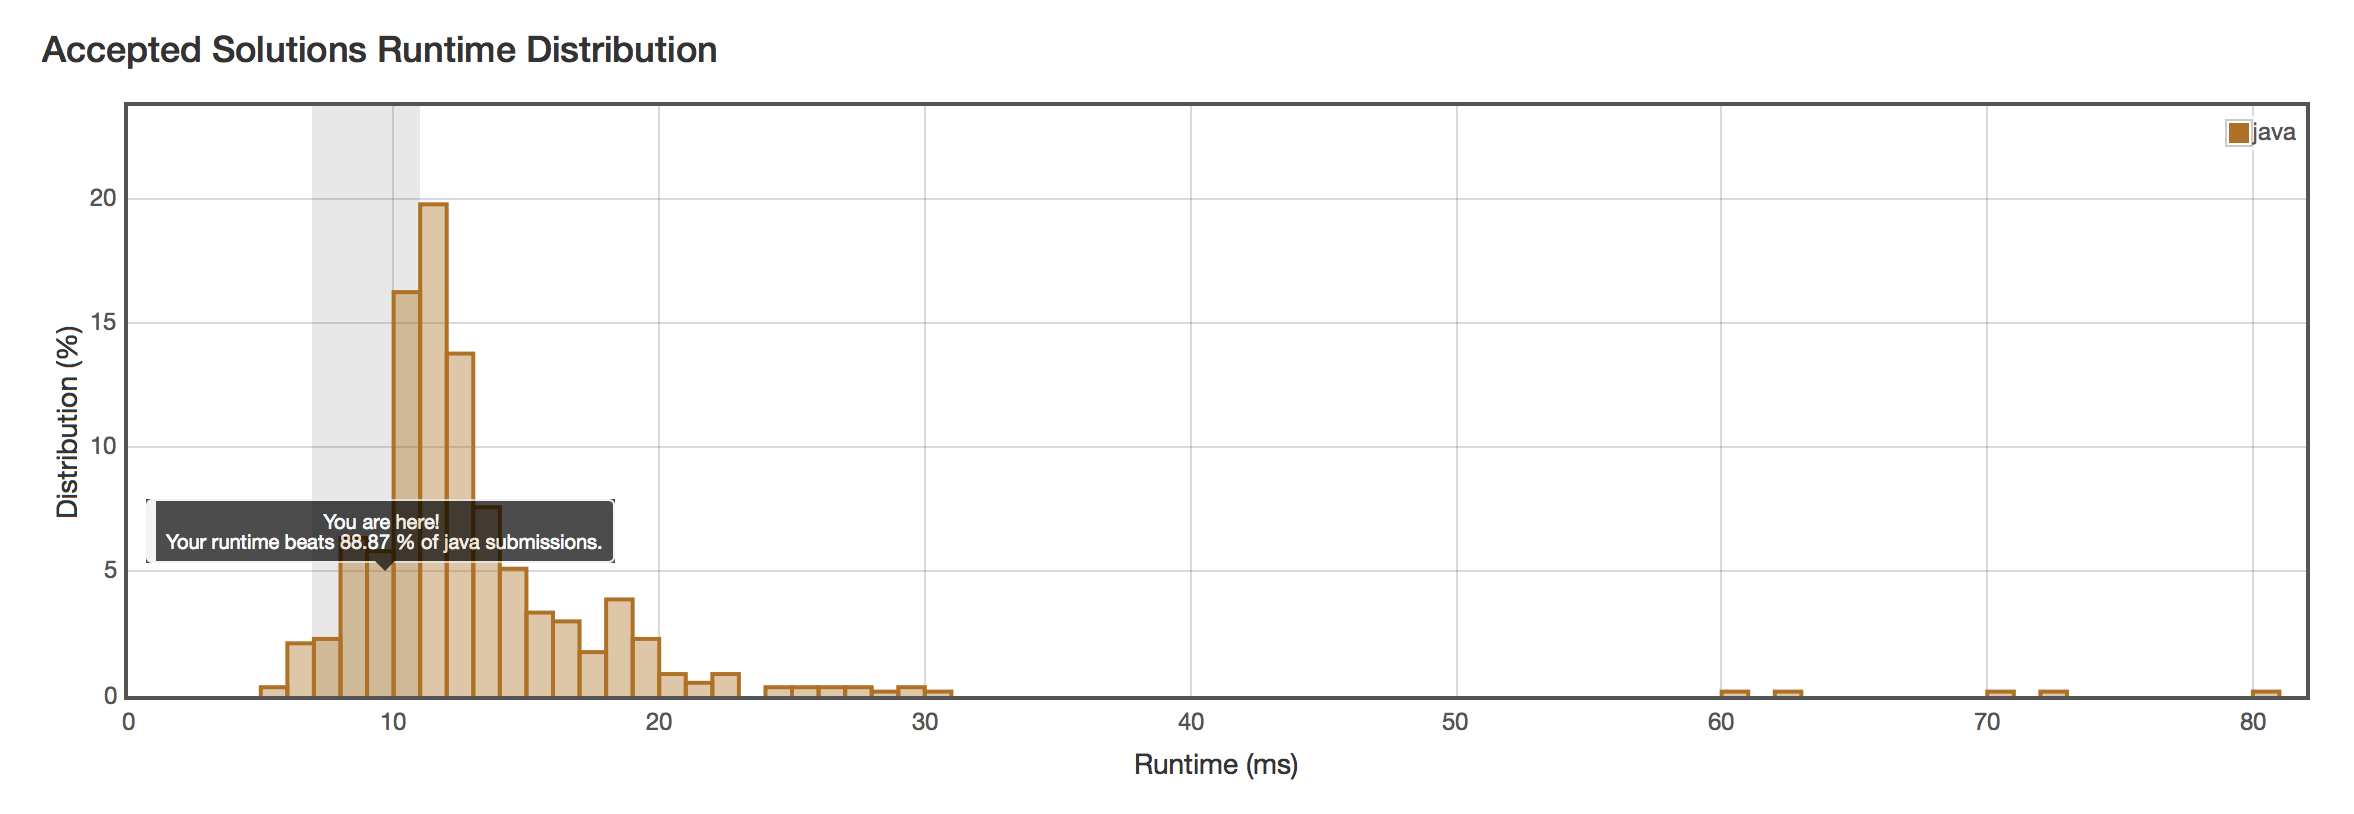 Accepted Solutions Runtime Distribution
java
20
15
10
5
0
Distribution (%)
You are here!
Your runtime beats 88.87 % of java submissions.
0 10 20 30 40 50 60 70 80
Runtime (ms)